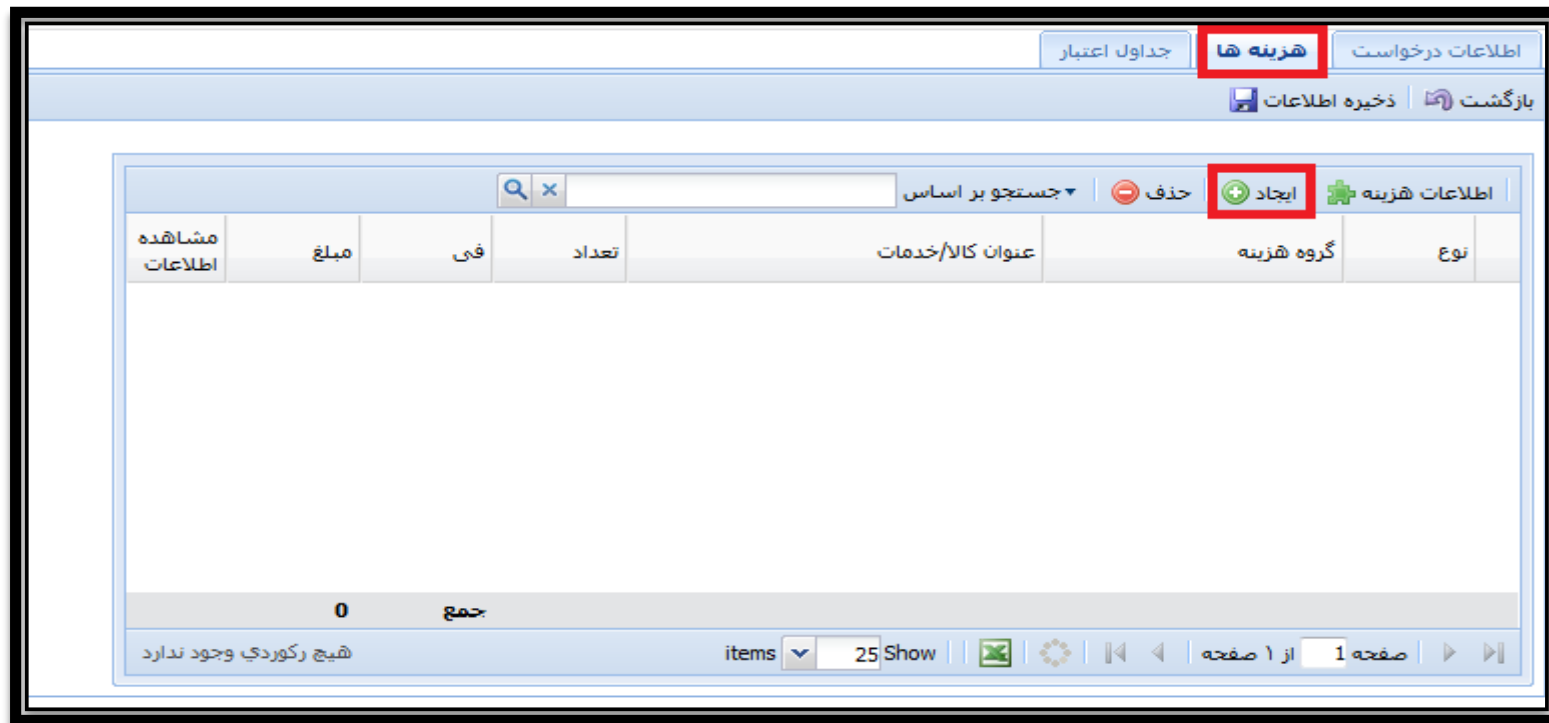 اطلاعات درخواست هزینه ها جداول اعتبار
بازگشت ذخیره اطلاعات
اطلاعات هزینه ایجاد حذف جستجو بر اساس
نوع گروه هزینه عنوان کالا/خدمات تعداد فی مبلغ مشاهده اطلاعات
جمع 0
صفحه 1 از ۱ صفحه Show 25 items هیچ رکوردي وجود ندارد